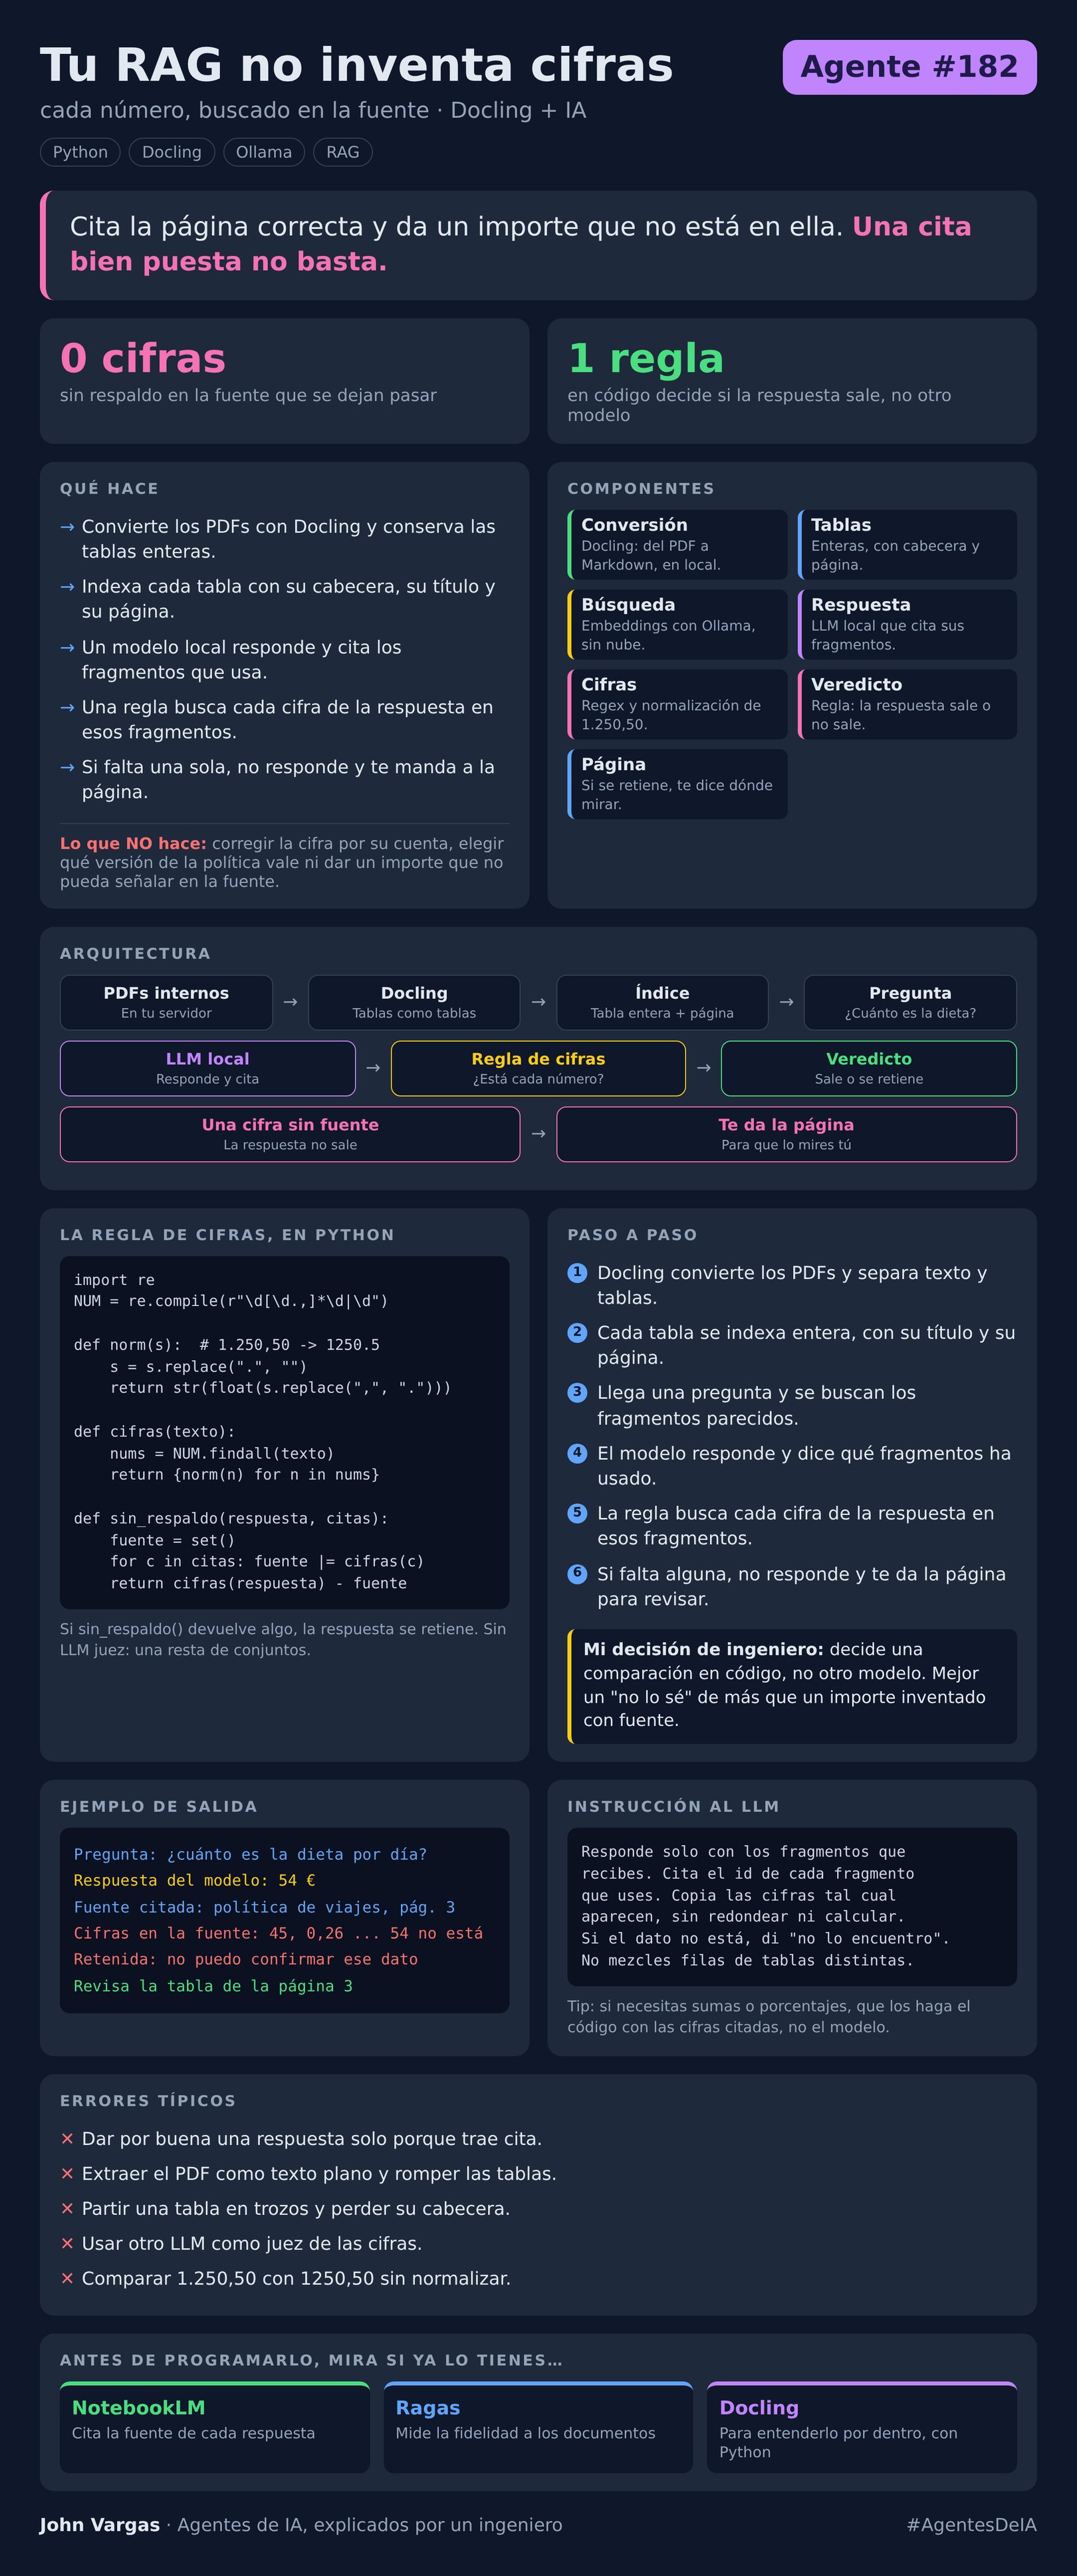 Tu RAG no inventa cifras
Agente #182
cada número, buscado en la fuente · Docling + IA
Python
Docling
Ollama
RAG
Cita la página correcta y da un importe que no está en ella. Una cita
bien puesta no basta.
0 cifras
sin respaldo en la fuente que se dejan pasar
1 regla
en código decide si la respuesta sale, no otro
modelo
QUÉ HACE
→ Convierte los PDFs con Docling y conserva las
tablas enteras.
→ Indexa cada tabla con su cabecera, su título y
su página.
→ Un modelo local responde y cita los
fragmentos que usa.
→ Una regla busca cada cifra de la respuesta en
esos fragmentos.
→ Si falta una sola, no responde y te manda a la
página.
Lo que NO hace: corregir la cifra por su cuenta, elegir
qué versión de la política vale ni dar un importe que no
pueda señalar en la fuente.
COMPONENTES
Conversión
Docling: del PDF a
Markdown, en local.
Tablas
Enteras, con cabecera y
página.
Búsqueda
Embeddings con Ollama,
sin nube.
Respuesta
LLM local que cita sus
fragmentos.
Cifras
Regex y normalización de
1.250,50.
Veredicto
Regla: la respuesta sale o
no sale.
Página
Si se retiene, te dice dónde
mirar.
ARQUITECTURA
PDFs internos
En tu servidor
→
Docling
Tablas como tablas
→
Índice
Tabla entera + página
→
Pregunta
¿Cuánto es la dieta?
LLM local
Responde y cita
→
Regla de cifras
¿Está cada número?
→
Veredicto
Sale o se retiene
Una cifra sin fuente
La respuesta no sale
→
Te da la página
Para que lo mires tú
LA REGLA DE CIFRAS, EN PYTHON
import re
NUM = re.compile(r"\d[\d.,]*\d|\d")
def norm(s):  # 1.250,50 -> 1250.5
    s = s.replace(".", "")
    return str(float(s.replace(",", ".")))
def cifras(texto):
    nums = NUM.findall(texto)
    return {norm(n) for n in nums}
def sin_respaldo(respuesta, citas):
    fuente = set()
    for c in citas: fuente |= cifras(c)
    return cifras(respuesta) - fuente
Si sin_respaldo() devuelve algo, la respuesta se retiene. Sin
LLM juez: una resta de conjuntos.
PASO A PASO
1 Docling convierte los PDFs y separa texto y
tablas.
2 Cada tabla se indexa entera, con su título y su
página.
3 Llega una pregunta y se buscan los
fragmentos parecidos.
4 El modelo responde y dice qué fragmentos ha
usado.
5 La regla busca cada cifra de la respuesta en
esos fragmentos.
6 Si falta alguna, no responde y te da la página
para revisar.
Mi decisión de ingeniero: decide una
comparación en código, no otro modelo. Mejor
un "no lo sé" de más que un importe inventado
con fuente.
EJEMPLO DE SALIDA
Pregunta: ¿cuánto es la dieta por día?
Respuesta del modelo: 54 €
Fuente citada: política de viajes, pág. 3
Cifras en la fuente: 45, 0,26 ... 54 no está
Retenida: no puedo confirmar ese dato
Revisa la tabla de la página 3
INSTRUCCIÓN AL LLM
Responde solo con los fragmentos que
recibes. Cita el id de cada fragmento
que uses. Copia las cifras tal cual
aparecen, sin redondear ni calcular.
Si el dato no está, di "no lo encuentro".
No mezcles filas de tablas distintas.
Tip: si necesitas sumas o porcentajes, que los haga el
código con las cifras citadas, no el modelo.
ERRORES TÍPICOS
✕ Dar por buena una respuesta solo porque trae cita.
✕ Extraer el PDF como texto plano y romper las tablas.
✕ Partir una tabla en trozos y perder su cabecera.
✕ Usar otro LLM como juez de las cifras.
✕ Comparar 1.250,50 con 1250,50 sin normalizar.
ANTES DE PROGRAMARLO, MIRA SI YA LO TIENES…
NotebookLM
Cita la fuente de cada respuesta
Ragas
Mide la fidelidad a los documentos
Docling
Para entenderlo por dentro, con
Python
John Vargas · Agentes de IA, explicados por un ingeniero
#AgentesDeIA